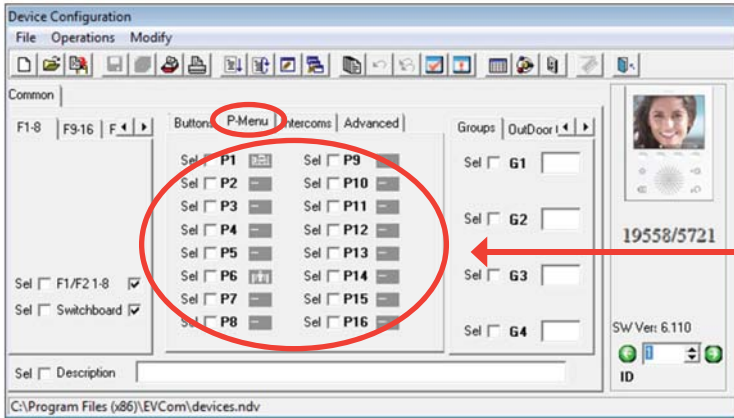 Device Configuration
File Operations Modify
Common
F1-8 F9-16 F
Buttons P-Menu Intercoms Advanced
Groups OutDoor
Sel P1 Sel P9
Sel P2 Sel P10
Sel P3 Sel P11
Sel P4 Sel P12
Sel P5 Sel P13
Sel P6 Sel P14
Sel P7 Sel P15
Sel P8 Sel P16
Sel G1
Sel G2
Sel G3
Sel G4
Sel F1/F2 1-8
Sel Switchboard
Sel Description
19558/5721
SW Ver: 6.110
1
ID
C:\Program Files (x86)\EVCom\devices.ndv